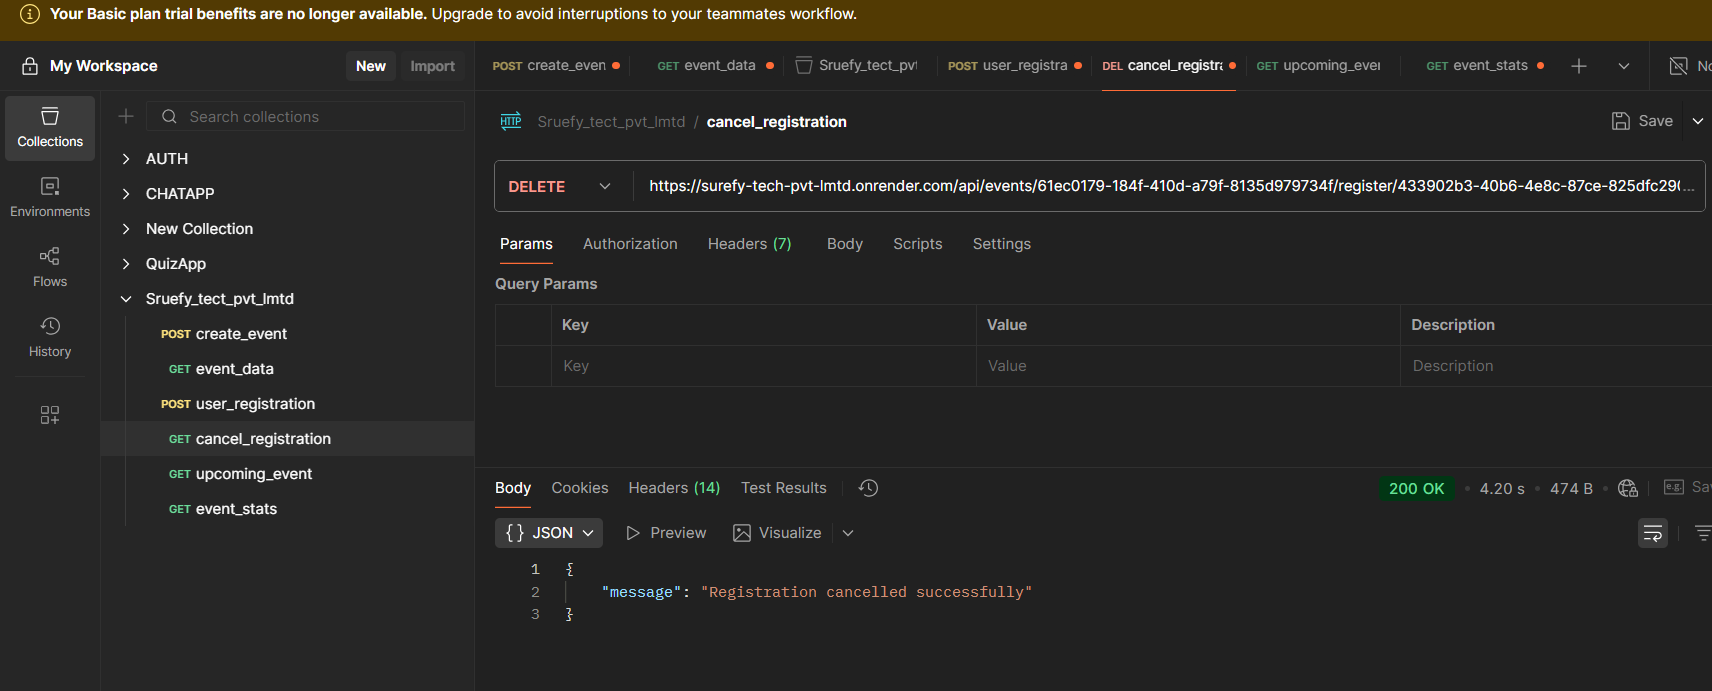 Your Basic plan trial benefits are no longer available. Upgrade to avoid interruptions to your teammates workflow.
My Workspace
New
Import
POST create_even
GET event_data
Sruefy_tect_pvt
POST user_registra
DEL cancel_registra
GET upcoming_ever
GET event_stats
No
Collections
Environments
Flows
History
Search collections
AUTH
CHATAPP
New Collection
QuizApp
Sruefy_tect_pvt_lmtd
POST create_event
GET event_data
POST user_registration
GET cancel_registration
GET upcoming_event
GET event_stats
HTTP Sruefy_tect_pvt_lmtd / cancel_registration
Save
DELETE
https://surefy-tech-pvt-lmtd.onrender.com/api/events/61ec0179-184f-410d-a79f-8135d979734f/register/433902b3-40b6-4e8c-87ce-825dfc290...
Params Authorization Headers (7) Body Scripts Settings
Query Params
Key Value Description
Key Value Description
Body Cookies Headers (14) Test Results
200 OK • 4.20 s • 474 B •
e.g. Sav
{} JSON Preview Visualize
1 {
2 "message": "Registration cancelled successfully"
3 }